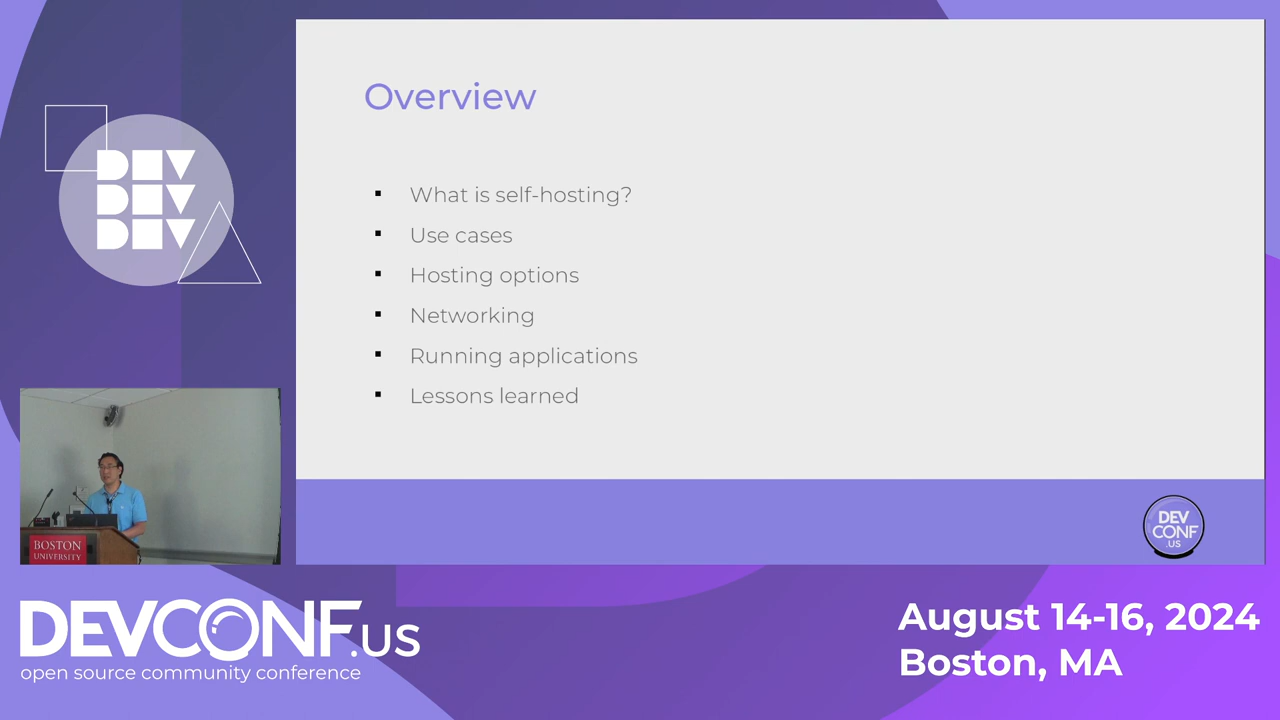 Overview
What is self-hosting?
Use cases
Hosting options
Networking
Running applications
Lessons learned
DEV
DEV
DEV
BOSTON
UNIVERSITY
DEV
CONF
.US
DEVCONF.US
open source community conference
August 14-16, 2024
Boston, MA